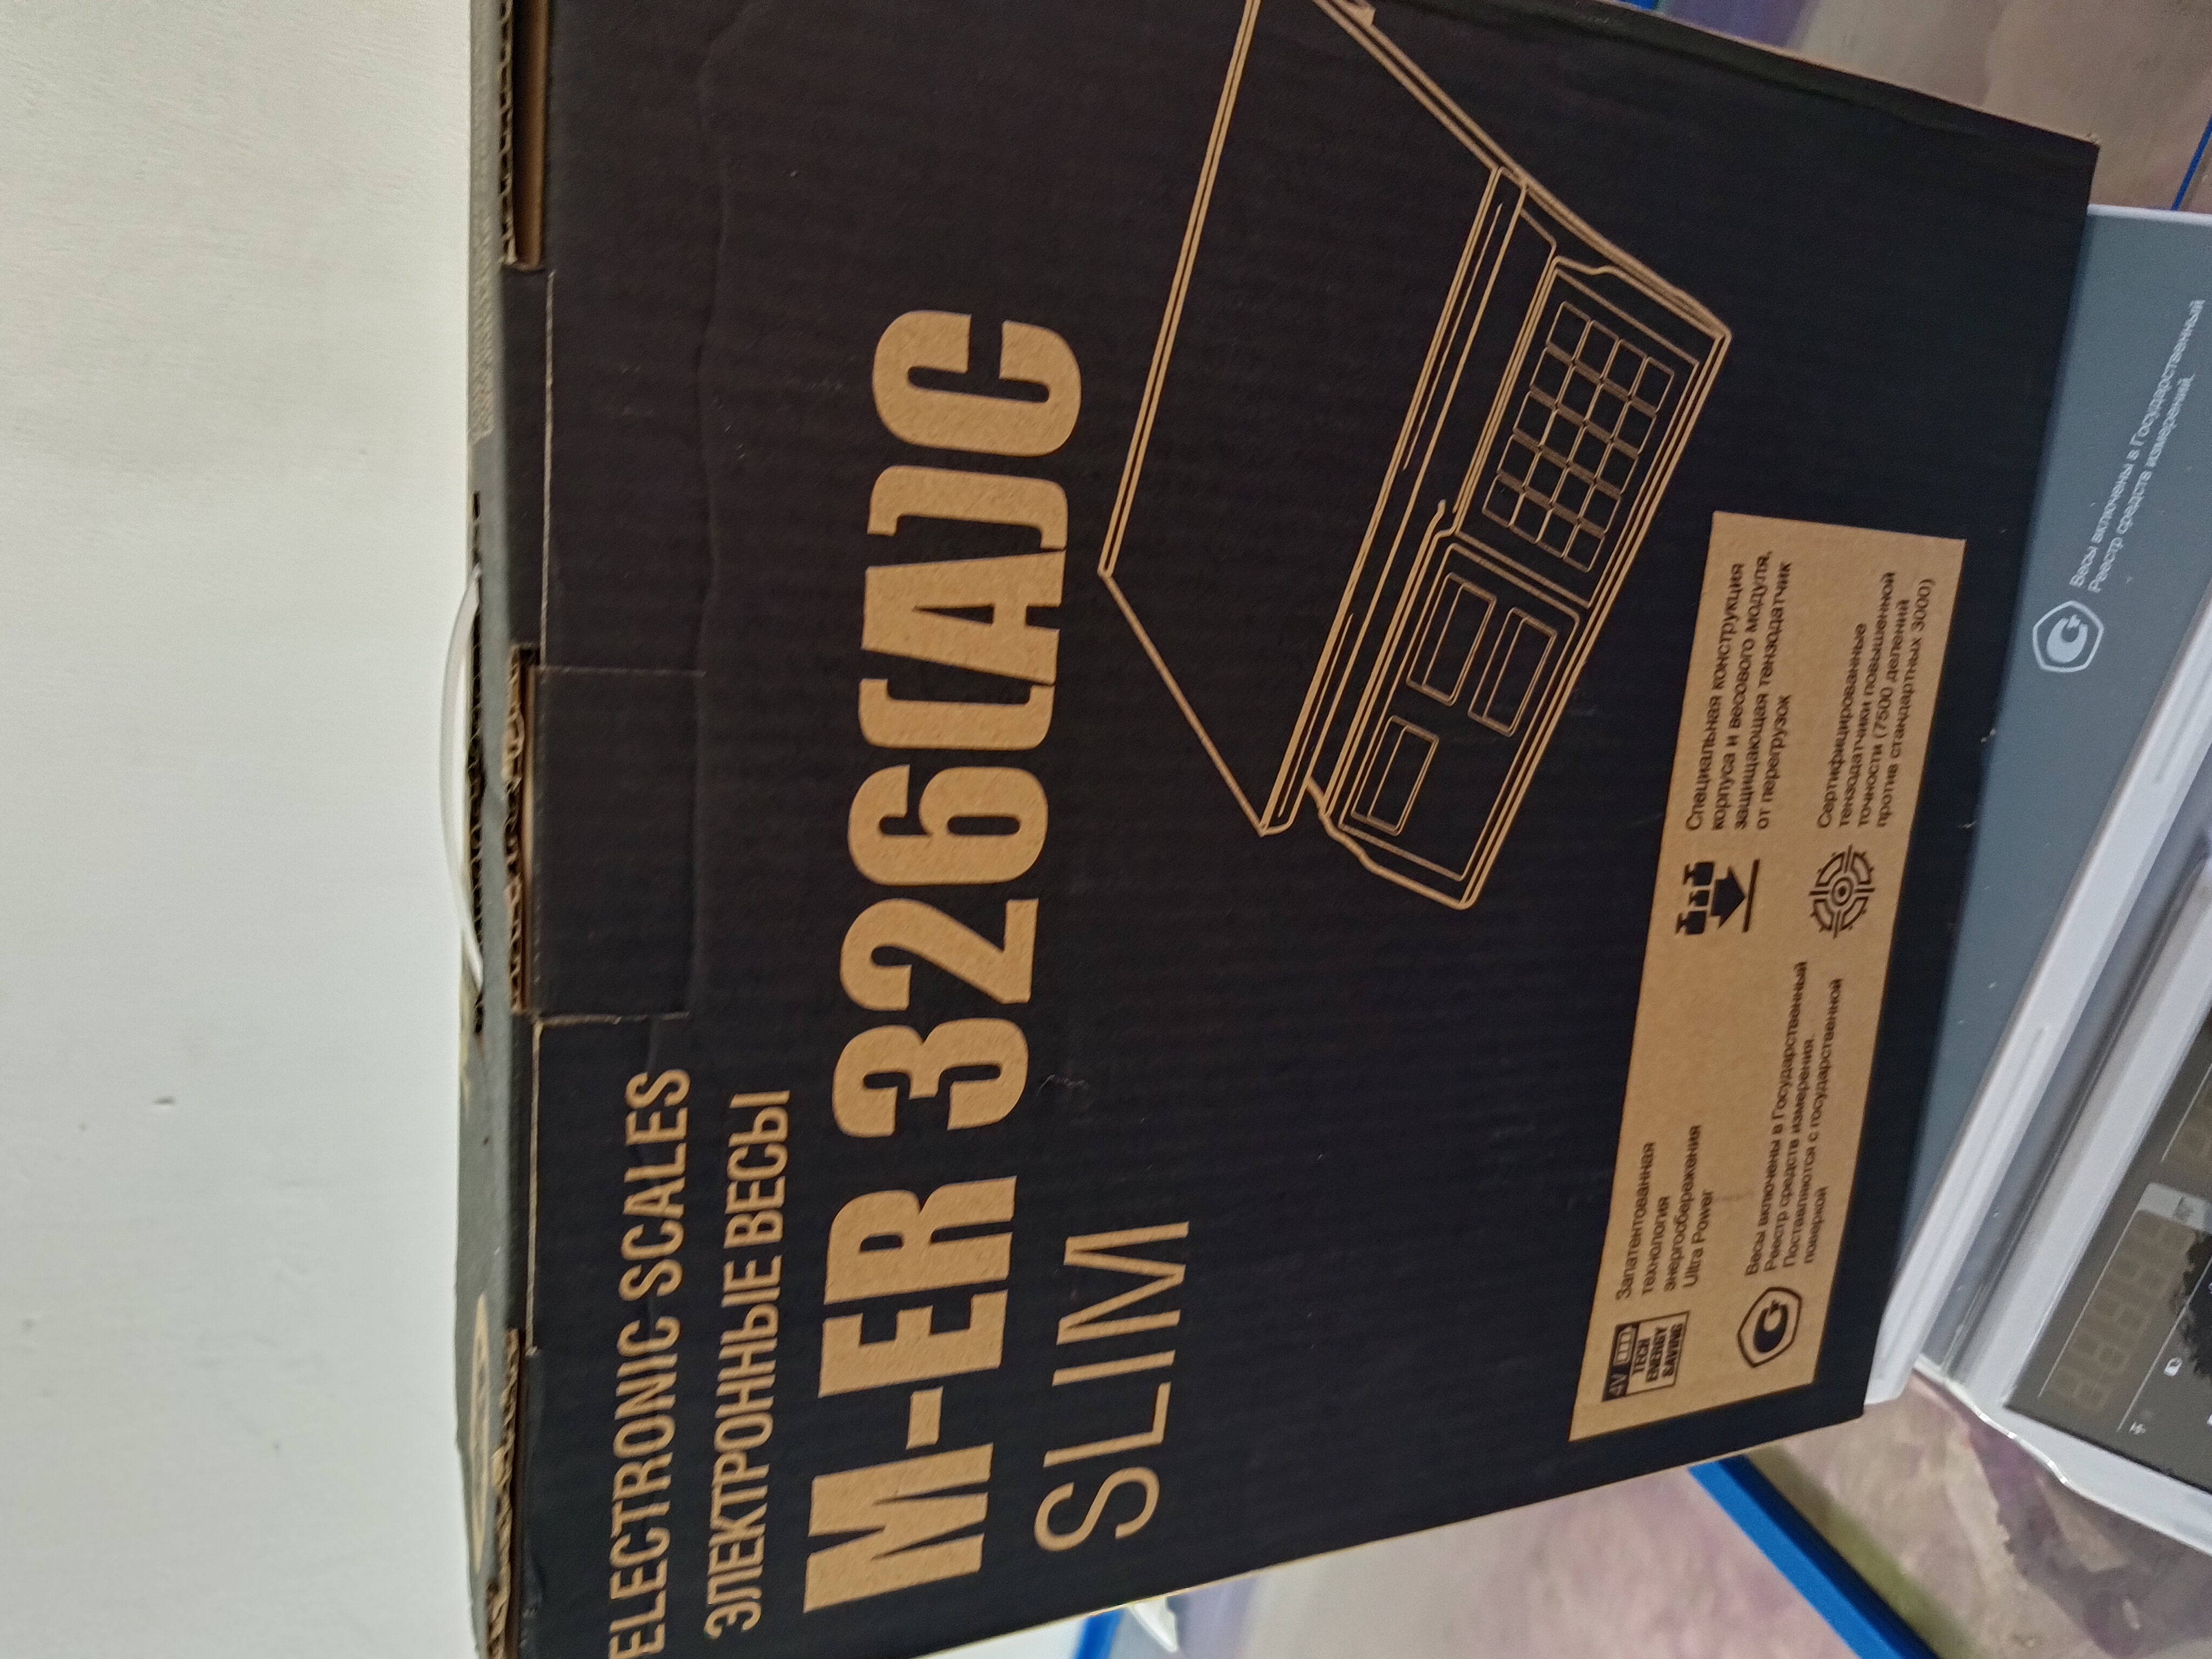 ELECTRONIC SCALES
ЭЛЕКТРОННЫЕ ВЕСЫ
M-ER 326(A)C
SLIM
4V
TECH
ENERGY
SAVING
Запатентованная
технология
энергосбережения
Ultra Power
Специальная конструкция
корпуса и весового модуля,
защищающая тензодатчик
от перегрузок
Весы включены в Государственный
Реестр средств измерения.
Поставляются с государственной
поверкой
Сертифицированные
тензодатчики повышенной
точности (7500 делений
против стандартных 3000)
Весы включены в Государственный
Реестр средств измерений.